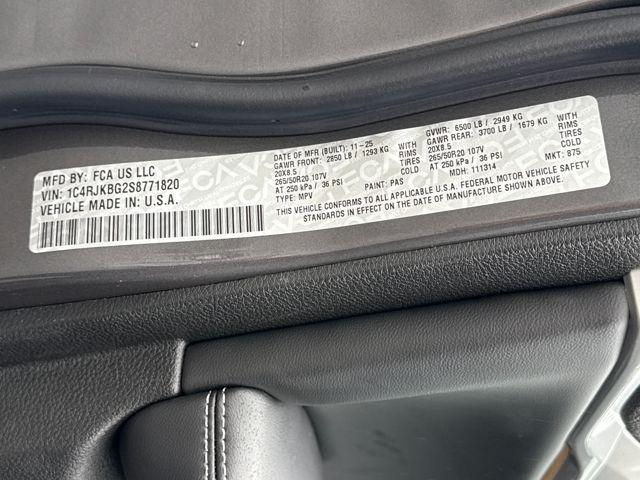 MFD BY: FCA US LLC
VIN: 1C4RJKBG2S8771820
VEHICLE MADE IN: U.S.A.
DATE OF MFR (BUILT): 11-25
GAWR FRONT: 2850 LB / 1293 KG WITH
20X8.5 RIMS
265/50R20 107V TIRES
AT 250 kPa / 36 PSI COLD
TYPE: MPV PAINT: PAS
GVWR: 6500 LB / 2949 KG
GAWR REAR: 3700 LB / 1679 KG WITH
20X8.5 RIMS
265/50R20 107V TIRES
AT 250 kPa / 36 PSI COLD
MDH: 111314 MKT: 875
THIS VEHICLE CONFORMS TO ALL APPLICABLE U.S.A. FEDERAL MOTOR VEHICLE SAFETY
STANDARDS IN EFFECT ON THE DATE OF MANUFACTURE SHOWN ABOVE.